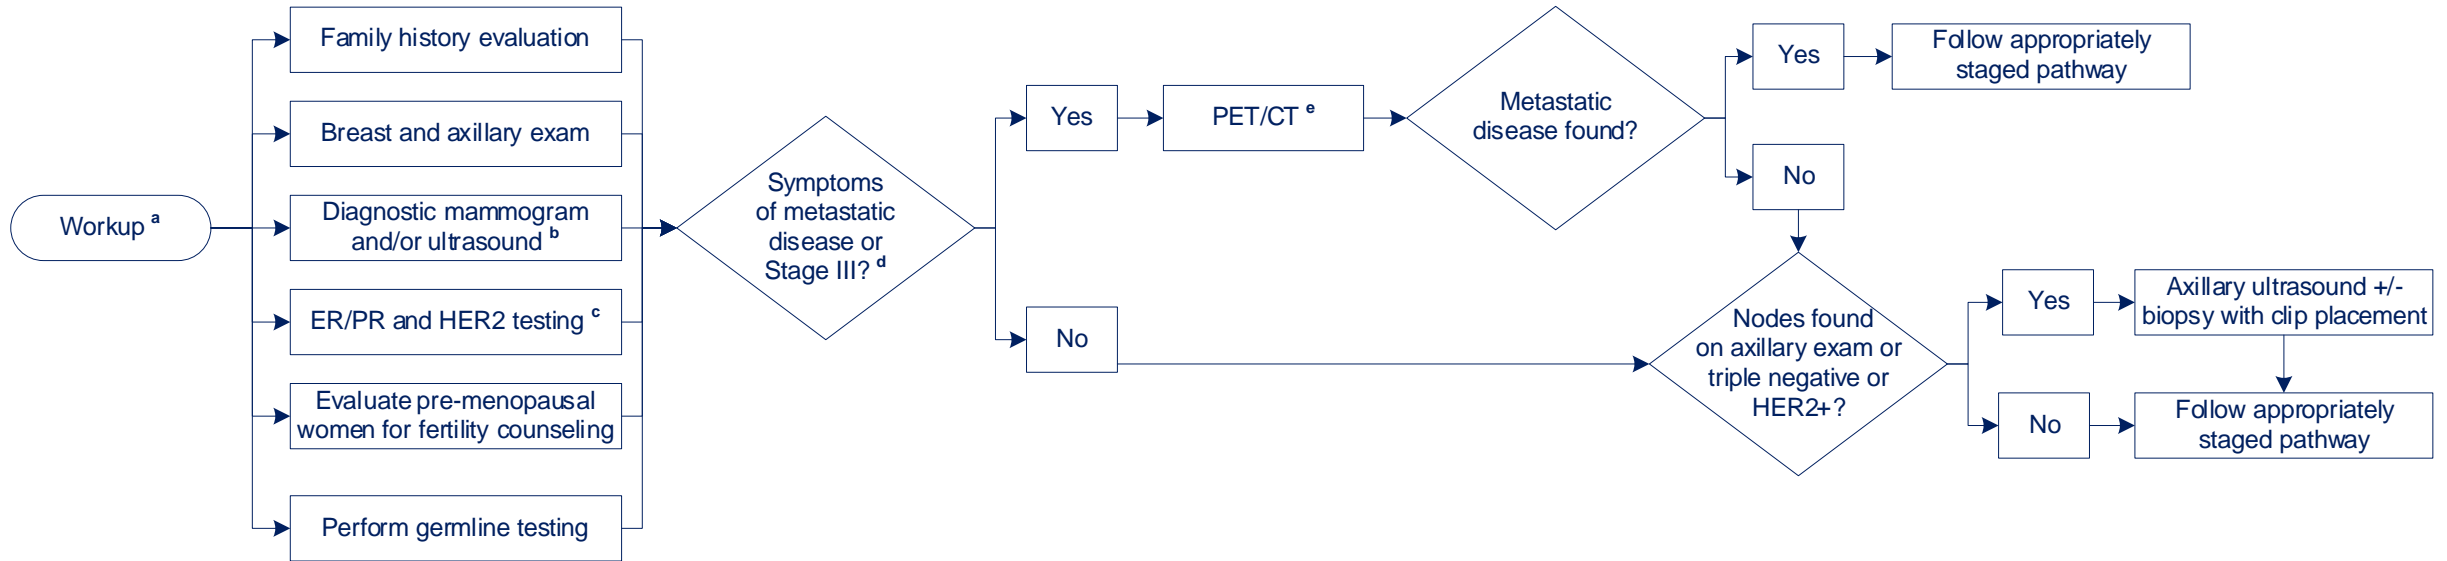 Workup a
Family history evaluation
Breast and axillary exam
Diagnostic mammogram
and/or ultrasound b
ER/PR and HER2 testing c
Evaluate pre-menopausal
women for fertility counseling
Perform germline testing
Symptoms
of metastatic
disease or
Stage III? d
Yes
PET/CT e
Metastatic
disease found?
Yes
Follow appropriately
staged pathway
No
No
Nodes found
on axillary exam or
triple negative or
HER2+?
Yes
Axillary ultrasound +/-
biopsy with clip placement
No
Follow appropriately
staged pathway